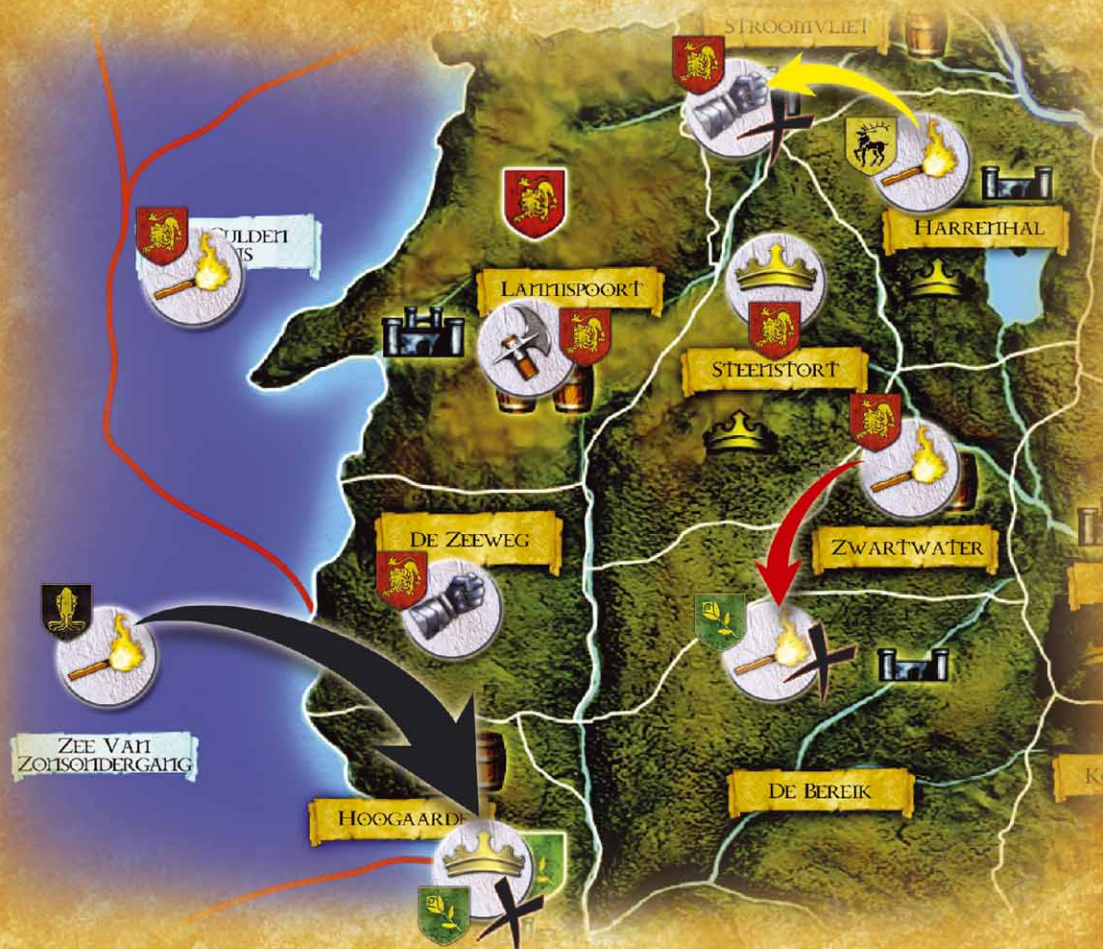 STROOMVLIET
HARRENHAL
LANNISPOORT
STEENSTORT
DE ZEEWEG
ZWARTWATER
ZEE VAN
ZONSONDERGANG
DE BEREIK